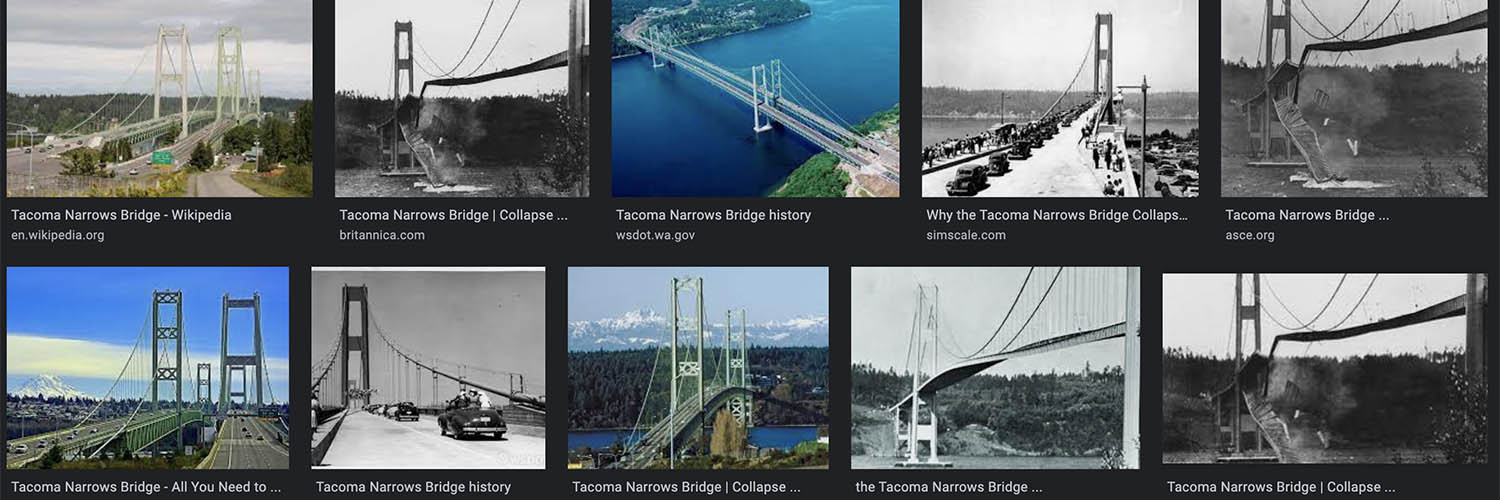 Tacoma Narrows Bridge - Wikipedia
en.wikipedia.org
Tacoma Narrows Bridge | Collapse ...
britannica.com
Tacoma Narrows Bridge history
wsdot.wa.gov
Why the Tacoma Narrows Bridge Collaps...
simscale.com
Tacoma Narrows Bridge ...
asce.org
Tacoma Narrows Bridge - All You Need to ...
Tacoma Narrows Bridge history
Tacoma Narrows Bridge | Collapse ...
the Tacoma Narrows Bridge ...
Tacoma Narrows Bridge | Collapse ...